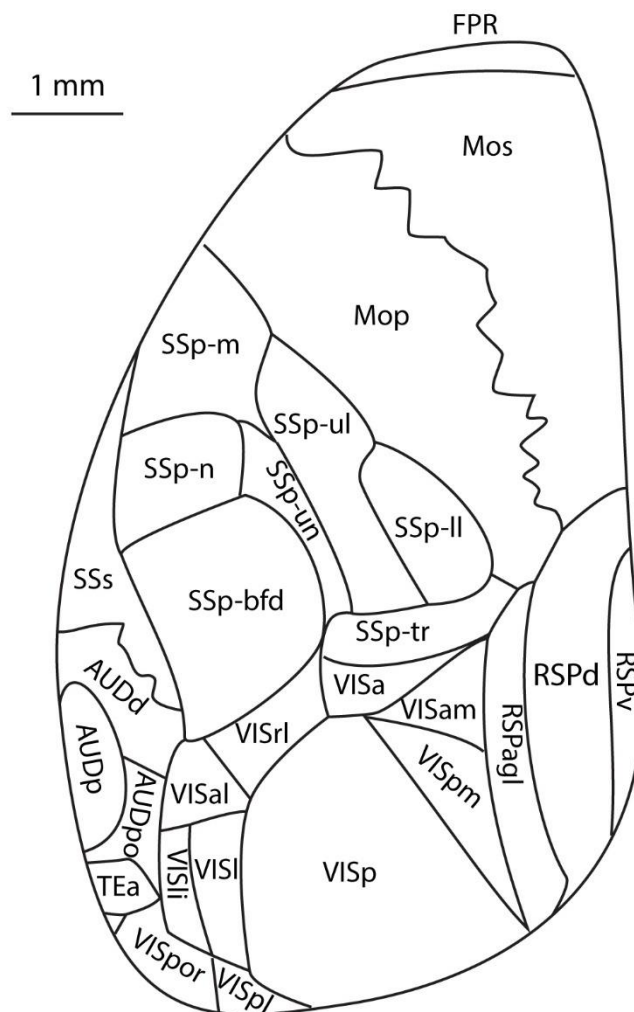 FPR
1 mm
Mos
Mop
SSp-m
SSp-ul
SSp-n
SSp-un
SSp-ll
SSs
SSp-bfd
SSp-tr
AUDd
VISa
RSPd
RSPv
AUDp
VISrl
VISam
RSPagl
AUDpo
VISal
VISpm
TEa
VISli
VISl
VISp
VISpor
VISpl